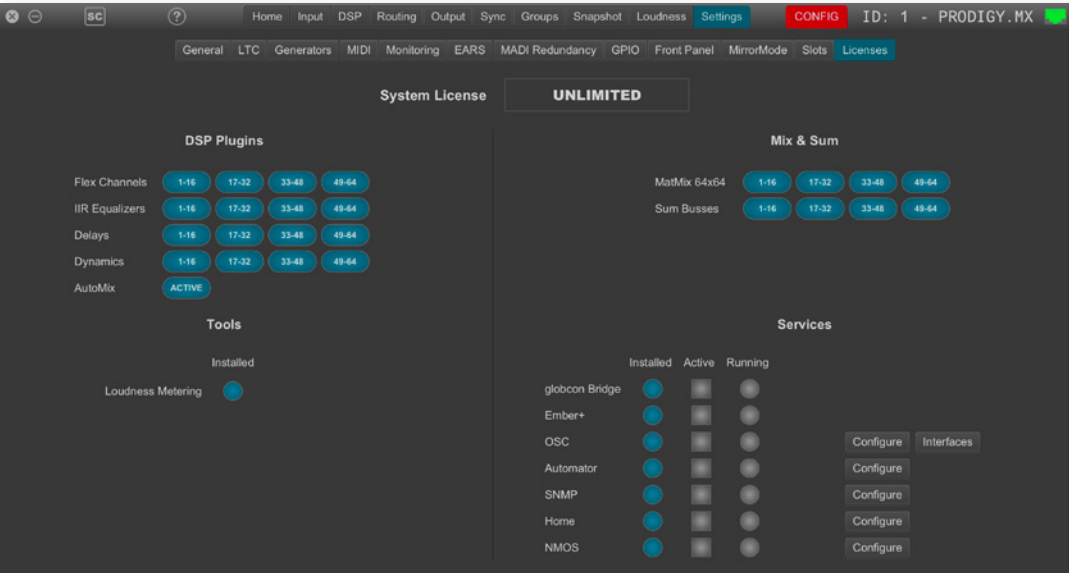 SC ? Home Input DSP Routing Output Sync Groups Snapshot Loudness Settings CONFIG ID: 1 - PRODIGY.MX
General LTC Generators MIDI Monitoring EARS MADI Redundancy GPIO Front Panel MirrorMode Slots Licenses
System License UNLIMITED
DSP Plugins Mix & Sum
Flex Channels 1-16 17-32 33-48 49-64 MatMix 64x64 1-16 17-32 33-48 49-64
IIR Equalizers 1-16 17-32 33-48 49-64 Sum Busses 1-16 17-32 33-48 49-64
Delays 1-16 17-32 33-48 49-64
Dynamics 1-16 17-32 33-48 49-64
AutoMix ACTIVE
Tools Services
Installed Installed Active Running
Loudness Metering globcon Bridge
Ember+
OSC Configure Interfaces
Automator Configure
SNMP Configure
Home Configure
NMOS Configure